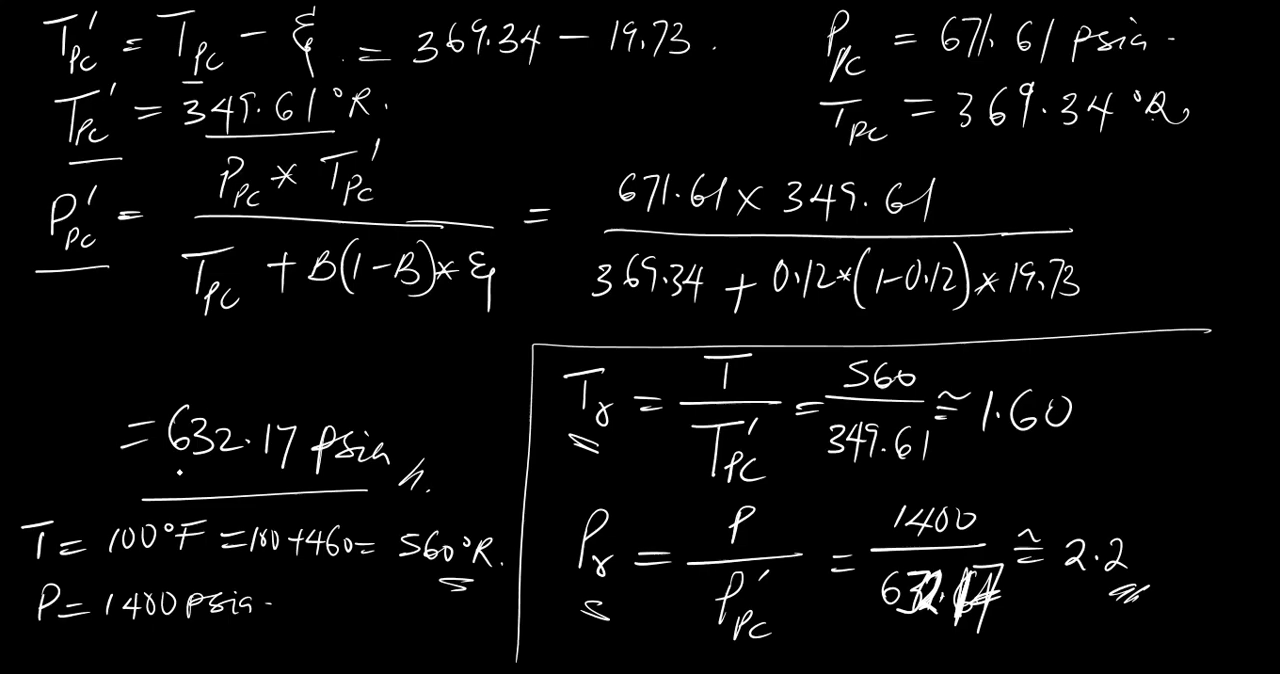 T'pc = Tpc - ξ = 369.34 - 19.73.
T'pc = 349.61 °R.
Ppc = 671.61 psia.
Tpc = 369.34 °R
P'pc = Ppc * T'pc / Tpc + B(1-B)* ξ = 671.61 x 349.61 / 369.34 + 0.12*(1-0.12)*19.73
= 632.17 psia
T = 100°F = 100+460 = 560°R.
P = 1400 psia.
Tr = T / T'pc = 560 / 349.61 ≅ 1.60
Pr = P / P'pc = 1400 / 632.17 ≅ 2.2